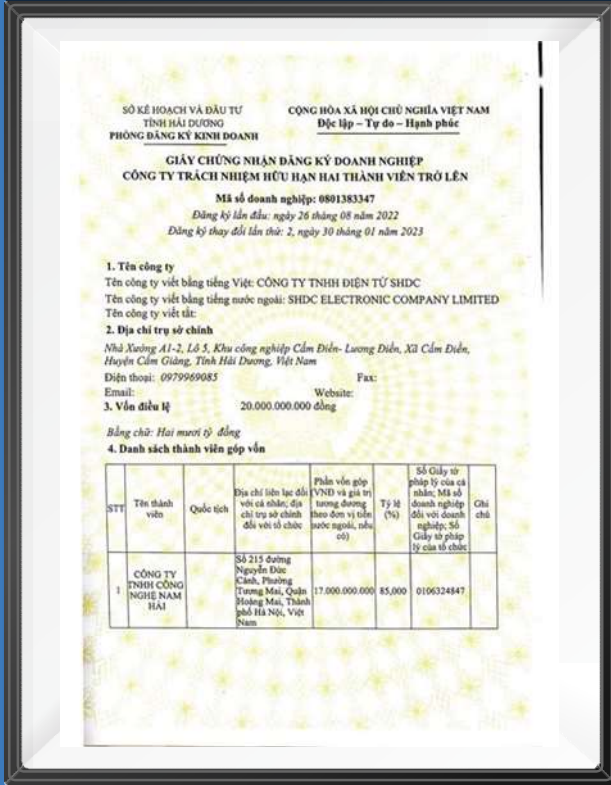 SỞ KẾ HOẠCH VÀ ĐẦU TƯ
TỈNH HẢI DƯƠNG
PHÒNG ĐĂNG KÝ KINH DOANH
CỘNG HÒA XÃ HỘI CHỦ NGHĨA VIỆT NAM
Độc lập – Tự do – Hạnh phúc
GIẤY CHỨNG NHẬN ĐĂNG KÝ DOANH NGHIỆP
CÔNG TY TRÁCH NHIỆM HỮU HẠN HAI THÀNH VIÊN TRỞ LÊN
Mã số doanh nghiệp: 0801383347
Đăng ký lần đầu: ngày 26 tháng 08 năm 2022
Đăng ký thay đổi lần thứ: 2, ngày 30 tháng 01 năm 2023
1. Tên công ty
Tên công ty viết bằng tiếng Việt: CÔNG TY TNHH ĐIỆN TỬ SHDC
Tên công ty viết bằng tiếng nước ngoài: SHDC ELECTRONIC COMPANY LIMITED
Tên công ty viết tắt:
2. Địa chỉ trụ sở chính
Nhà Xưởng A1-2, Lô 5, Khu công nghiệp Cẩm Điền- Lương Điền, Xã Cẩm Điền,
Huyện Cẩm Giàng, Tỉnh Hải Dương, Việt Nam
Điện thoại: 0979969085 Fax:
Email: Website:
3. Vốn điều lệ 20.000.000.000 đồng
Bằng chữ: Hai mươi tỷ đồng
4. Danh sách thành viên góp vốn
STT
Tên thành
viên
Quốc tịch
Địa chỉ liên lạc đối
với cá nhân; địa
chỉ trụ sở chính
đối với tổ chức
Phần vốn góp
(VNĐ và giá trị
tương đương
theo đơn vị tiền
nước ngoài, nếu
có)
Tỷ lệ
(%)
Số Giấy tờ
pháp lý của cá
nhân; Mã số
doanh nghiệp
đối với doanh
nghiệp; Số
Giấy tờ pháp
lý của tổ chức
Ghi
chú
1
CÔNG TY
TNHH CÔNG
NGHỆ NAM
HẢI
Số 215 đường
Nguyễn Đức
Cảnh, Phường
Tương Mai, Quận
Hoàng Mai, Thành
phố Hà Nội, Việt
Nam
17.000.000.000
85,000
0106324847